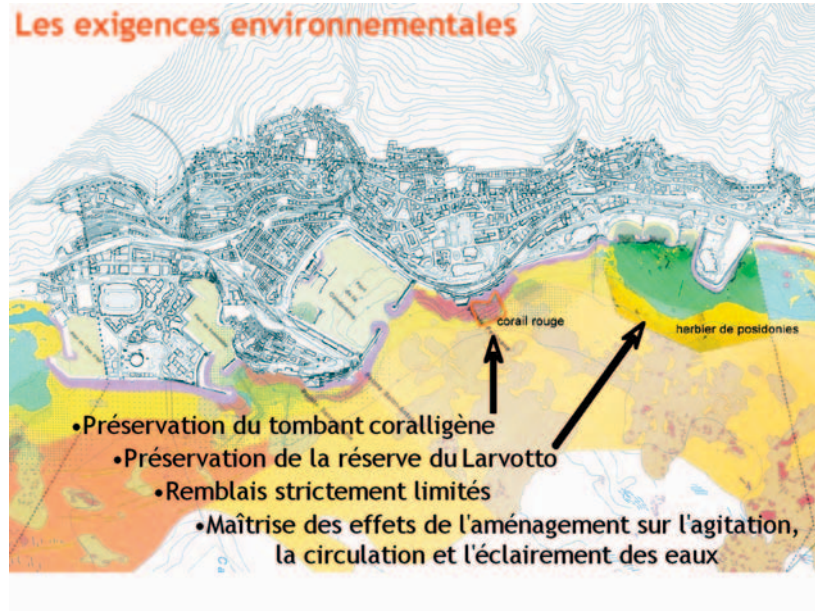 Les exigences environnementales
corail rouge
herbier de posidonies
•Préservation du tombant coralligène
•Préservation de la réserve du Larvotto
•Remblais strictement limités
•Maîtrise des effets de l'aménagement sur l'agitation,
la circulation et l'éclairement des eaux